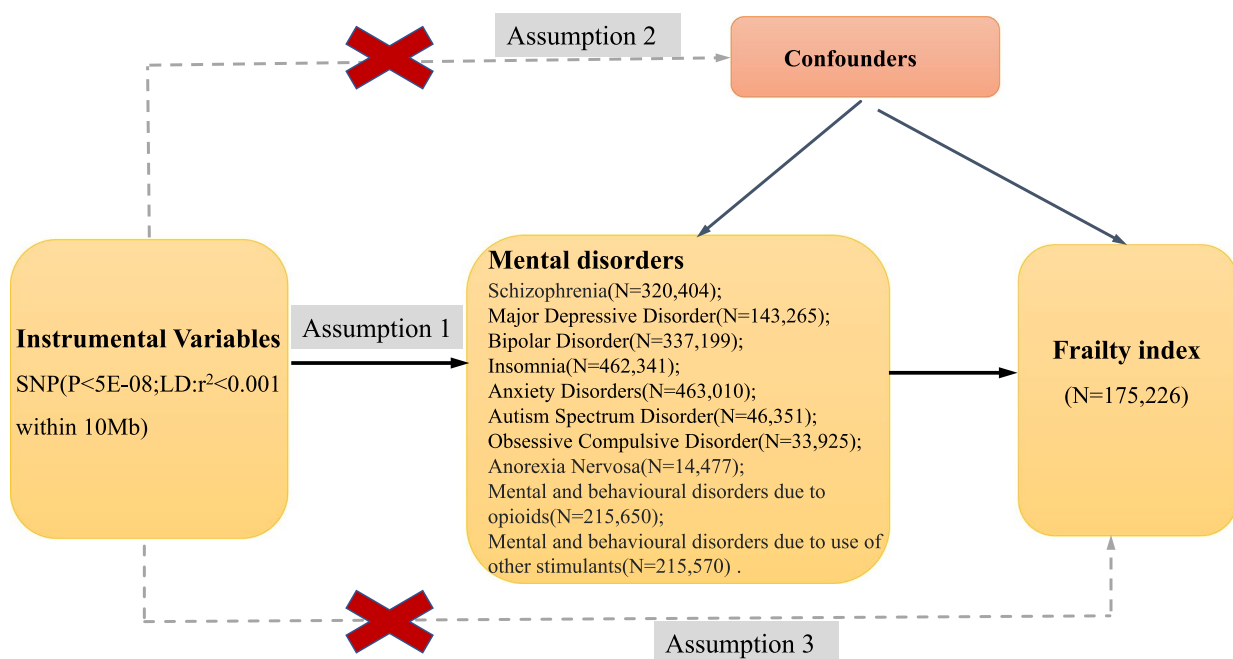 Assumption 2
Confounders
Instrumental Variables
SNP(P<5E-08;LD:r²<0.001
within 10Mb)
Assumption 1
Mental disorders
Schizophrenia(N=320,404);
Major Depressive Disorder(N=143,265);
Bipolar Disorder(N=337,199);
Insomnia(N=462,341);
Anxiety Disorders(N=463,010);
Autism Spectrum Disorder(N=46,351);
Obsessive Compulsive Disorder(N=33,925);
Anorexia Nervosa(N=14,477);
Mental and behavioural disorders due to
opioids(N=215,650);
Mental and behavioural disorders due to use of
other stimulants(N=215,570) .
Frailty index
(N=175,226)
Assumption 3